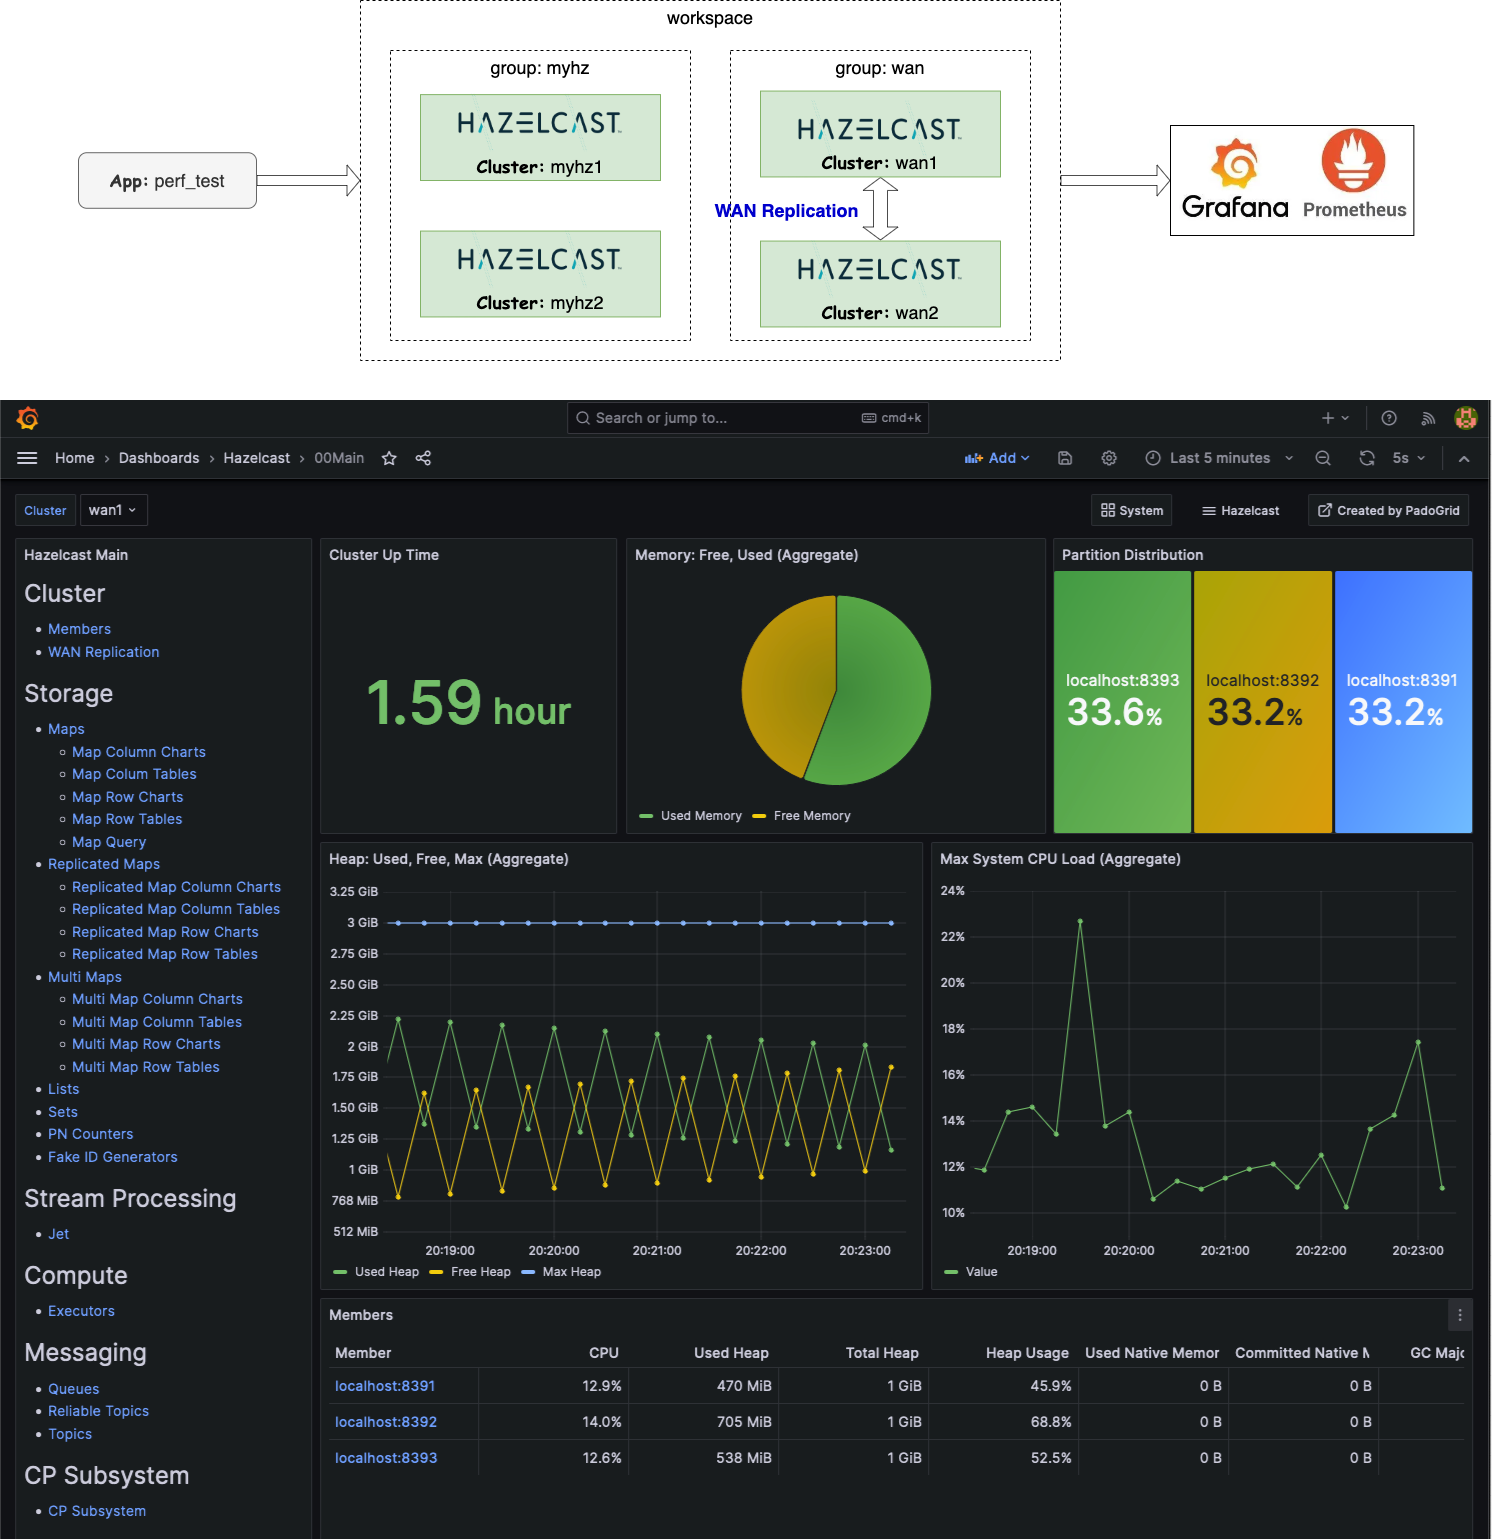 workspace
group: myhz
group: wan
HAZELCAST
Cluster: myhz1
HAZELCAST
Cluster: wan1
App: perf_test
WAN Replication
HAZELCAST
Cluster: myhz2
HAZELCAST
Cluster: wan2
Grafana
Prometheus
Search or jump to...
cmd+k
Home › Dashboards › Hazelcast › 00Main
Add
Last 5 minutes
5s
Cluster
wan1
System
Hazelcast
Created by PadoGrid
Hazelcast Main
Cluster
Members
WAN Replication
Storage
Maps
Map Column Charts
Map Colum Tables
Map Row Charts
Map Row Tables
Map Query
Replicated Maps
Replicated Map Column Charts
Replicated Map Column Tables
Replicated Map Row Charts
Replicated Map Row Tables
Multi Maps
Multi Map Column Charts
Multi Map Column Tables
Multi Map Row Charts
Multi Map Row Tables
Lists
Sets
PN Counters
Fake ID Generators
Stream Processing
Jet
Compute
Executors
Messaging
Queues
Reliable Topics
Topics
CP Subsystem
CP Subsystem
Cluster Up Time
1.59 hour
Memory: Free, Used (Aggregate)
Used Memory
Free Memory
Partition Distribution
localhost:8393
33.6%
localhost:8392
33.2%
localhost:8391
33.2%
Heap: Used, Free, Max (Aggregate)
3.25 GiB
3 GiB
2.75 GiB
2.50 GiB
2.25 GiB
2 GiB
1.75 GiB
1.50 GiB
1.25 GiB
1 GiB
768 MiB
512 MiB
20:19:00 20:20:00 20:21:00 20:22:00 20:23:00
Used Heap Free Heap Max Heap
Max System CPU Load (Aggregate)
24%
22%
20%
18%
16%
14%
12%
10%
20:19:00 20:20:00 20:21:00 20:22:00 20:23:00
Value
Members
Member CPU Used Heap Total Heap Heap Usage Used Native Memor Committed Native M GC Majc
localhost:8391 12.9% 470 MiB 1 GiB 45.9% 0 B 0 B
localhost:8392 14.0% 705 MiB 1 GiB 68.8% 0 B 0 B
localhost:8393 12.6% 538 MiB 1 GiB 52.5% 0 B 0 B